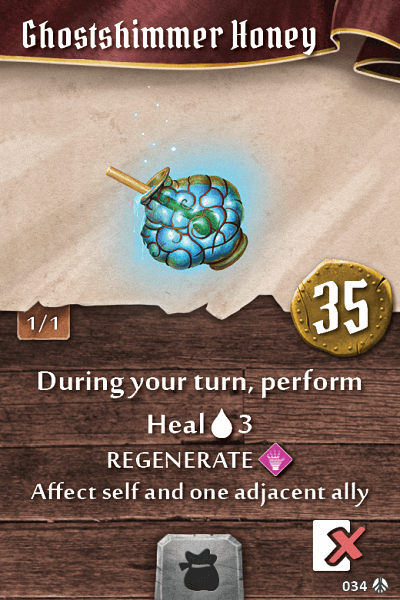 Ghostshimmer Honey
1/1
35
During your turn, perform
Heal 3
REGENERATE
Affect self and one adjacent ally
034